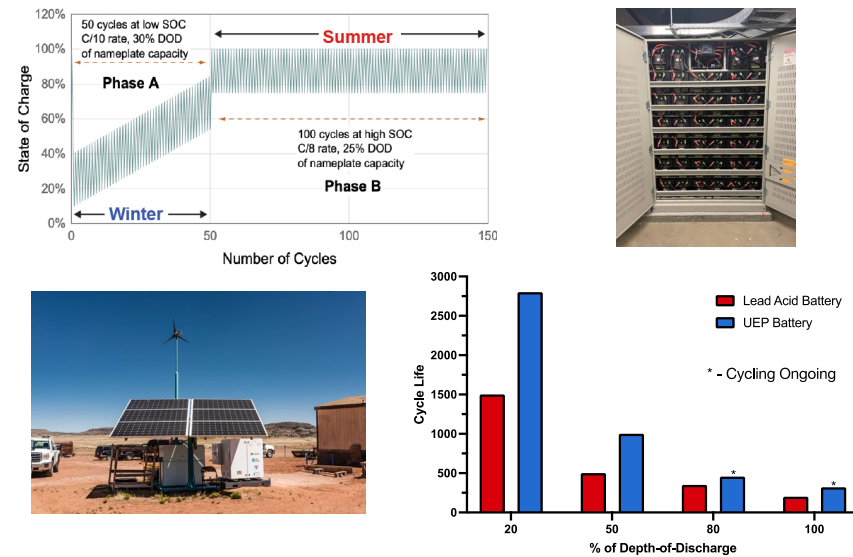 120%
100%
80%
60%
40%
20%
0%
State of Charge
50 cycles at low SOC
C/10 rate, 30% DOD
of nameplate capacity
Phase A
Summer
100 cycles at high SOC
C/8 rate, 25% DOD
of nameplate capacity
Phase B
Winter
0
50
100
150
Number of Cycles
3000
2500
2000
1500
1000
500
0
Cycle Life
Lead Acid Battery
UEP Battery
* - Cycling Ongoing
*
*
20
50
80
100
% of Depth-of-Discharge